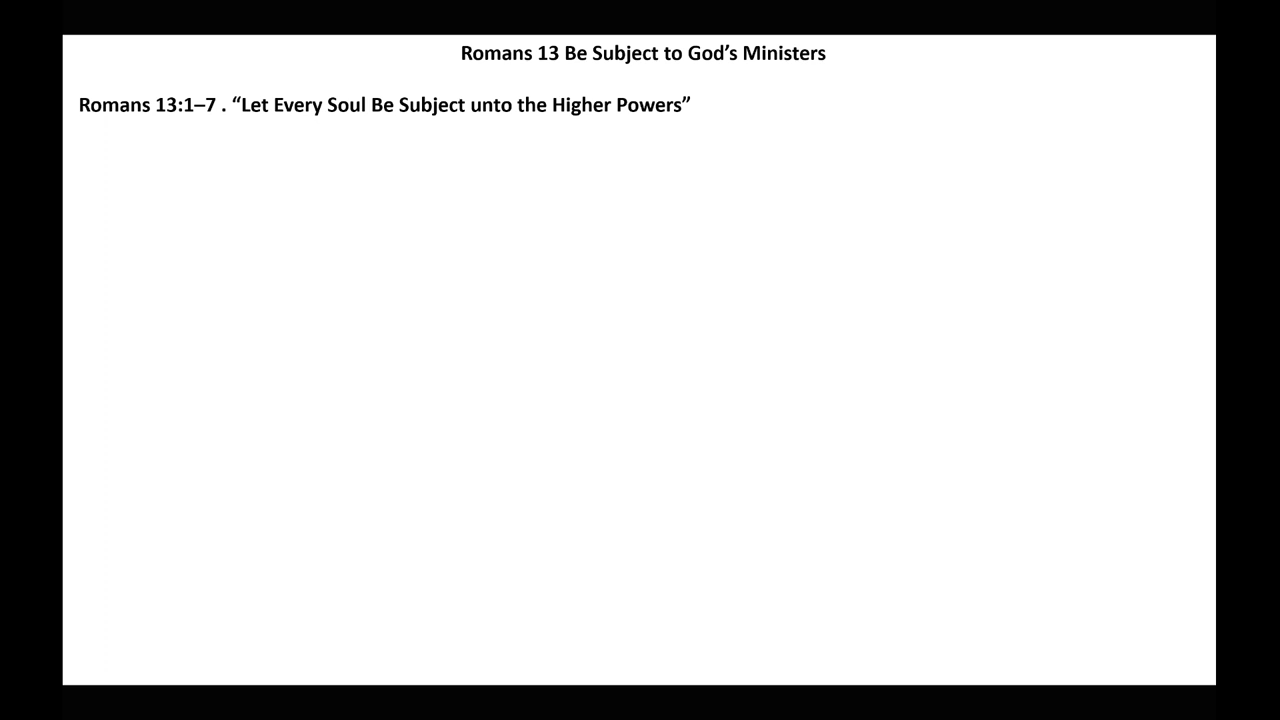 Romans 13 Be Subject to God’s Ministers
Romans 13:1–7 . “Let Every Soul Be Subject unto the Higher Powers”